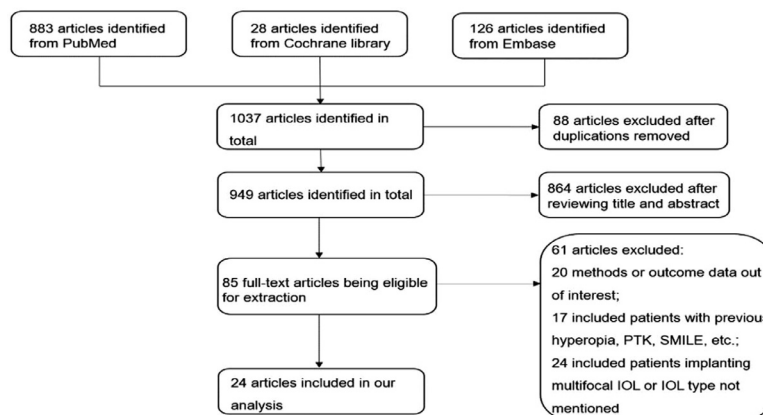 883 articles identified
from PubMed
28 articles identified
from Cochrane library
126 articles identified
from Embase
1037 articles identified in
total
88 articles excluded after
duplications removed
949 articles identified in total
864 articles excluded after
reviewing title and abstract
85 full-text articles being eligible
for extraction
61 articles excluded:
20 methods or outcome data out
of interest;
17 included patients with previous
hyperopia, PTK, SMILE, etc.;
24 included patients implanting
multifocal IOL or IOL type not
mentioned
24 articles included in our
analysis